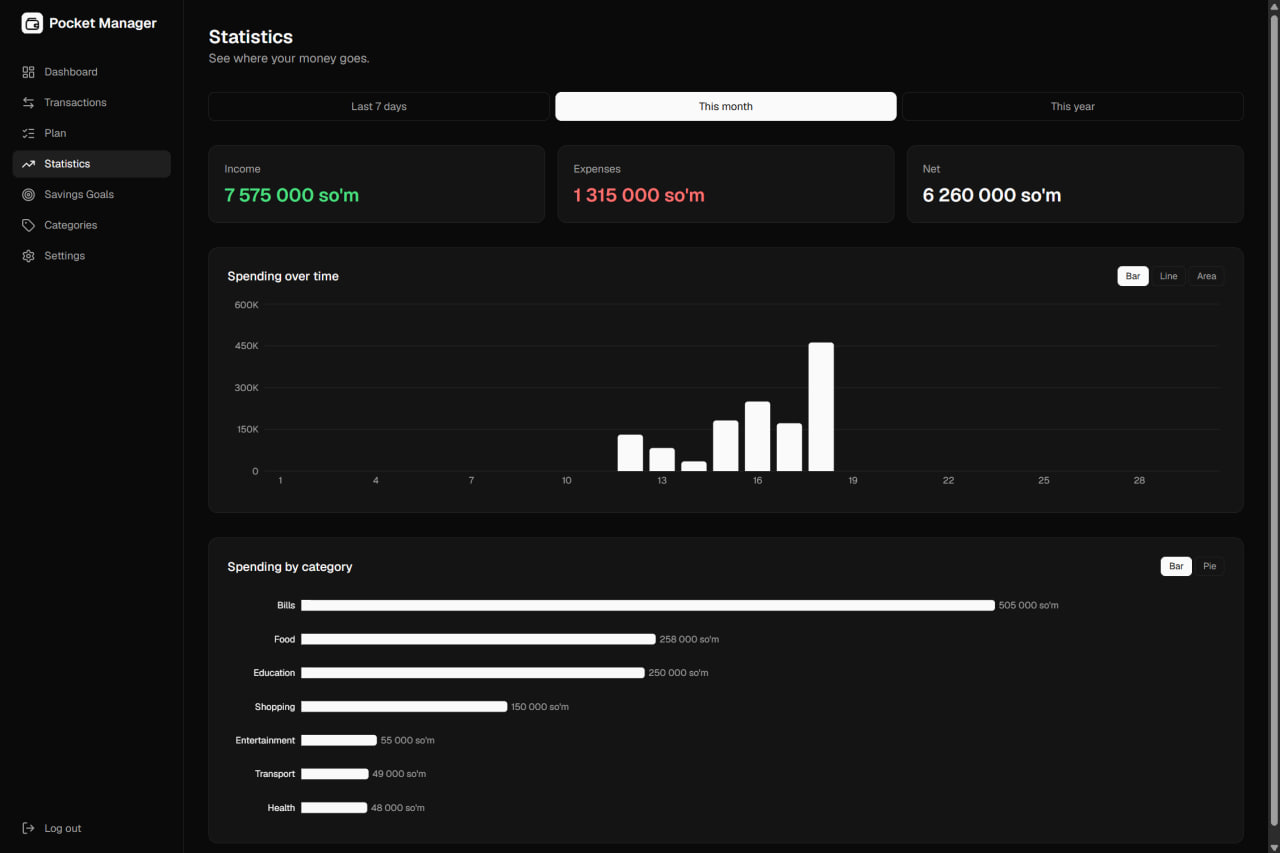 Pocket Manager
Dashboard
Transactions
Plan
Statistics
Savings Goals
Categories
Settings
Log out
Statistics
See where your money goes.
Last 7 days
This month
This year
Income
7 575 000 so'm
Expenses
1 315 000 so'm
Net
6 260 000 so'm
Spending over time
Bar
Line
Area
600K
450K
300K
150K
0
1 4 7 10 13 16 19 22 25 28
Spending by category
Bar
Pie
Bills 505 000 so'm
Food 258 000 so'm
Education 250 000 so'm
Shopping 150 000 so'm
Entertainment 55 000 so'm
Transport 49 000 so'm
Health 48 000 so'm